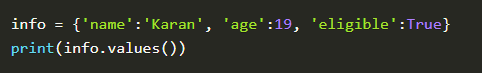 info = {'name':'Karan', 'age':19, 'eligible':True}
print(info.values())